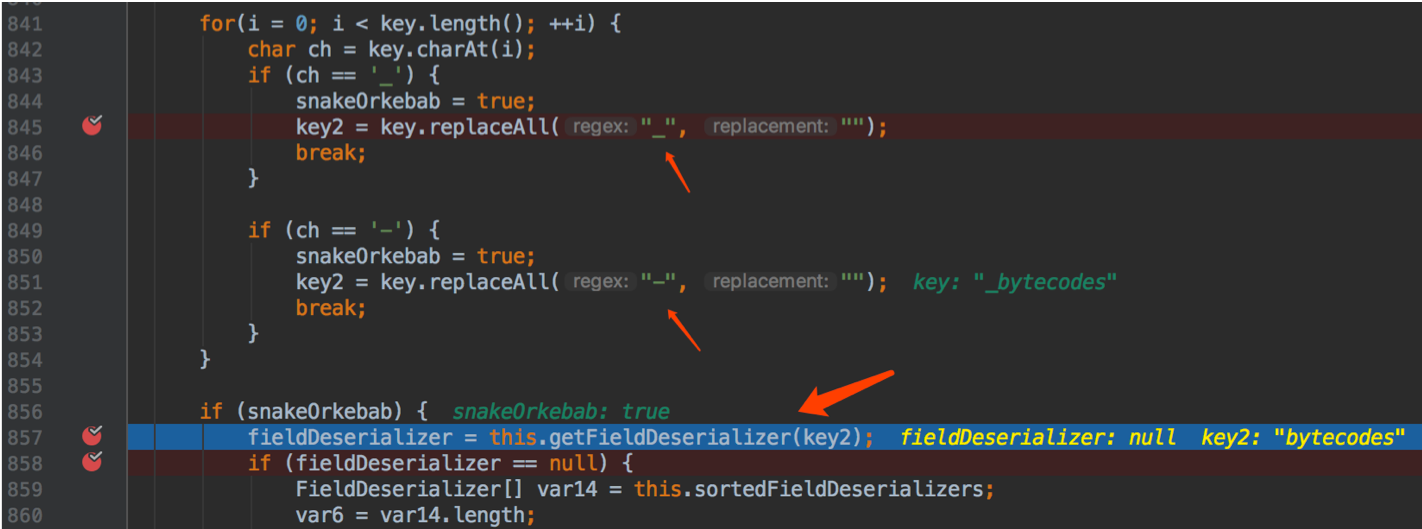 841 for(i = 0; i < key.length(); ++i) {
842 char ch = key.charAt(i);
843 if (ch == '_') {
844 snakeOrkebab = true;
845 key2 = key.replaceAll( regex: "_", replacement: "");
846 break;
847 }
848
849 if (ch == '-') {
850 snakeOrkebab = true;
851 key2 = key.replaceAll( regex: "-", replacement: ""); key: "_bytecodes"
852 break;
853 }
854 }
855
856 if (snakeOrkebab) { snakeOrkebab: true
857 fieldDeserializer = this.getFieldDeserializer(key2); fieldDeserializer: null key2: "bytecodes"
858 if (fieldDeserializer == null) {
859 FieldDeserializer[] var14 = this.sortedFieldDeserializers;
860 var6 = var14.length;